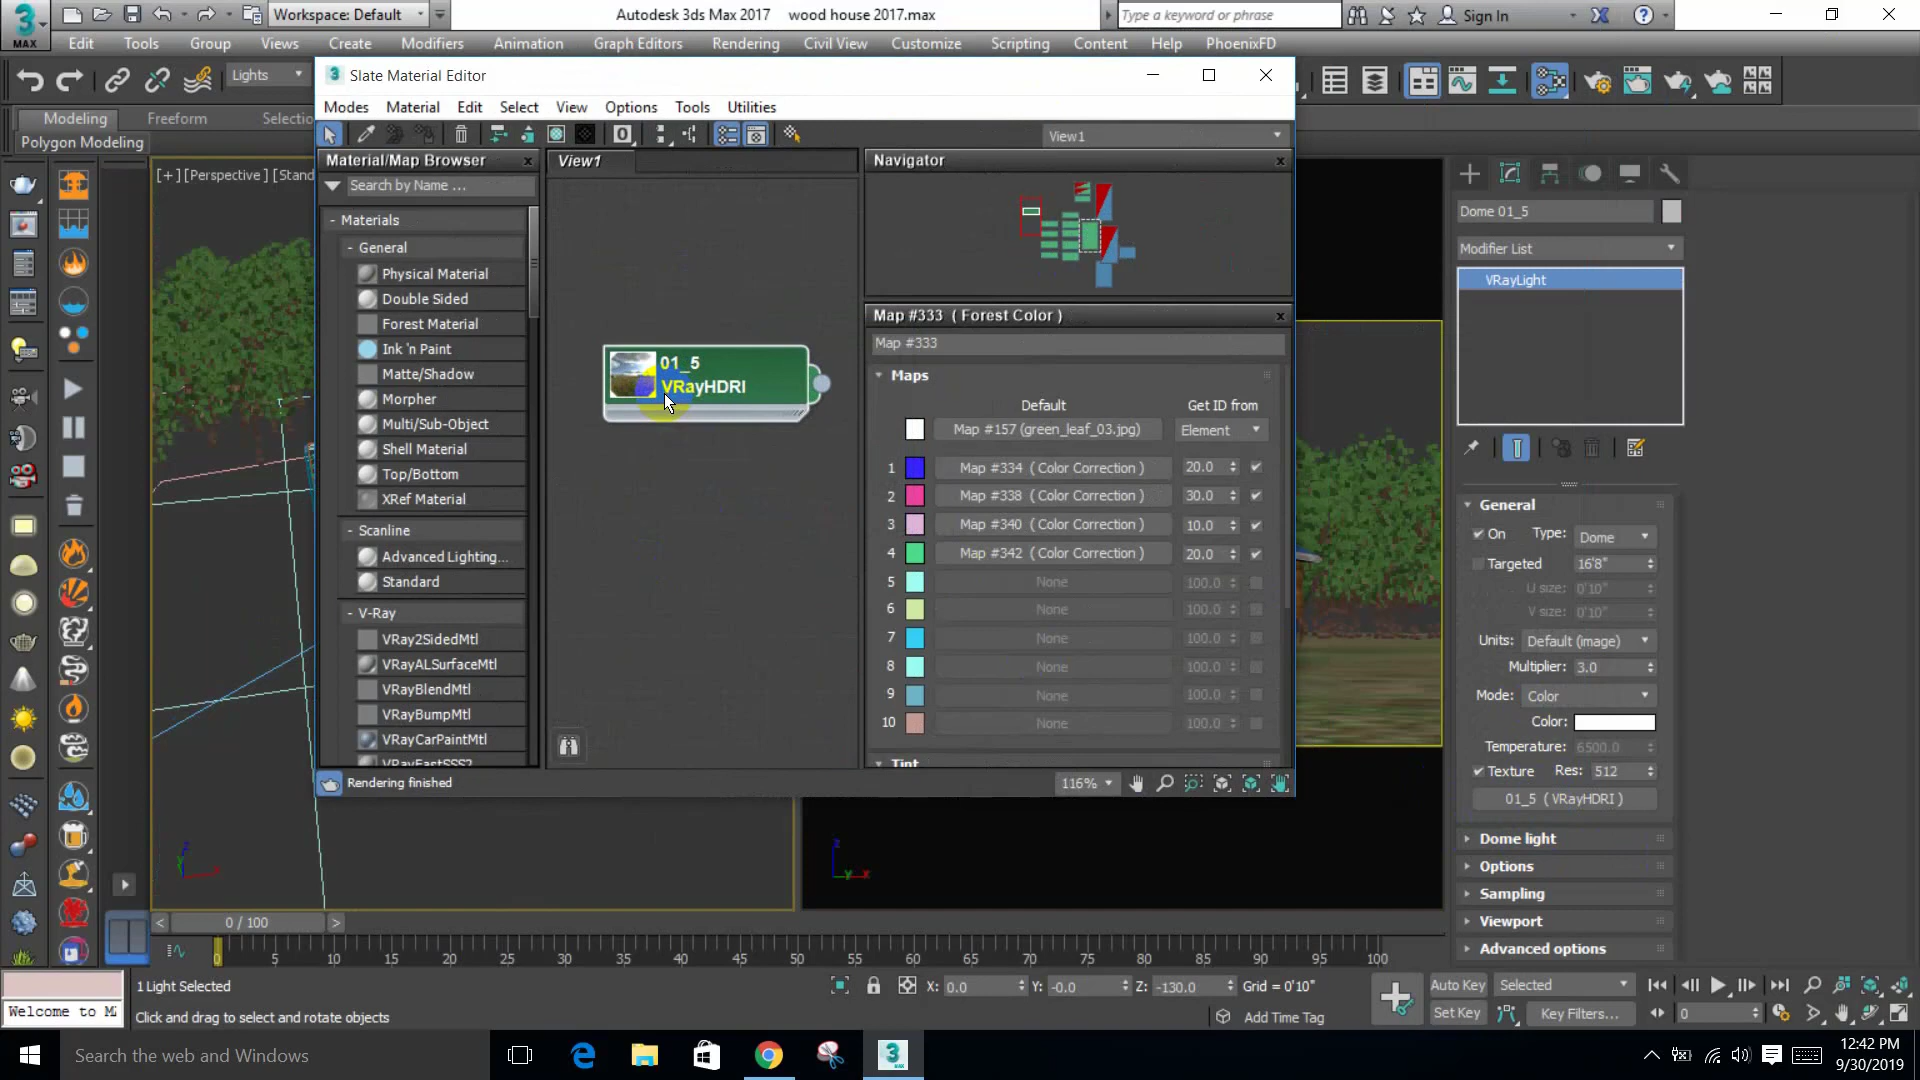 Workspace: Default
Autodesk 3ds Max 2017 wood house 2017.max
Type a keyword or phrase
Sign In
MAX
Edit Tools Group Views Create Modifiers Animation Graph Editors Rendering Civil View Customize Scripting Content Help PhoenixFD
Lights
Slate Material Editor
Modes Material Edit Select View Options Tools Utilities
Modeling Freeform Selectio
Polygon Modeling
View1
Material/Map Browser
View1
Navigator
[+] [Perspective] [Stand
Search by Name ...
- Materials
- General
Physical Material
Double Sided
Forest Material
Ink 'n Paint
Matte/Shadow
Morpher
Multi/Sub-Object
Shell Material
Top/Bottom
XRef Material
- Scanline
Advanced Lighting...
Standard
- V-Ray
VRay2SidedMtl
VRayALSurfaceMtl
VRayBlendMtl
VRayBumpMtl
VRayCarPaintMtl
VRayFastSSS2
01_5
VRayHDRI
Map #333 ( Forest Color )
Map #333
Maps
Default Get ID from
Map #157 (green_leaf_03.jpg) Element
1 Map #334 ( Color Correction ) 20.0
2 Map #338 ( Color Correction ) 30.0
3 Map #340 ( Color Correction ) 10.0
4 Map #342 ( Color Correction ) 20.0
5 None 100.0
6 None 100.0
7 None 100.0
8 None 100.0
9 None 100.0
10 None 100.0
Tint
Rendering finished
116%
Dome 01_5
Modifier List
VRayLight
General
On Type: Dome
Targeted 16'8"
U size: 0'10"
V size: 0'10"
Units: Default (image)
Multiplier: 3.0
Mode: Color
Color:
Temperature: 6500.0
Texture Res: 512
01_5 ( VRayHDRI )
Dome light
Options
Sampling
Viewport
Advanced options
< 0 / 100 >
0 5 10 15 20 25 30 35 40 45 50 55 60 65 70 75 80 85 90 95 100
1 Light Selected
X: 0.0 Y: -0.0 Z: -130.0 Grid = 0'10"
Auto Key Selected
Welcome to M
Click and drag to select and rotate objects
Add Time Tag
Set Key Key Filters... 0
Search the web and Windows
12:42 PM
9/30/2019